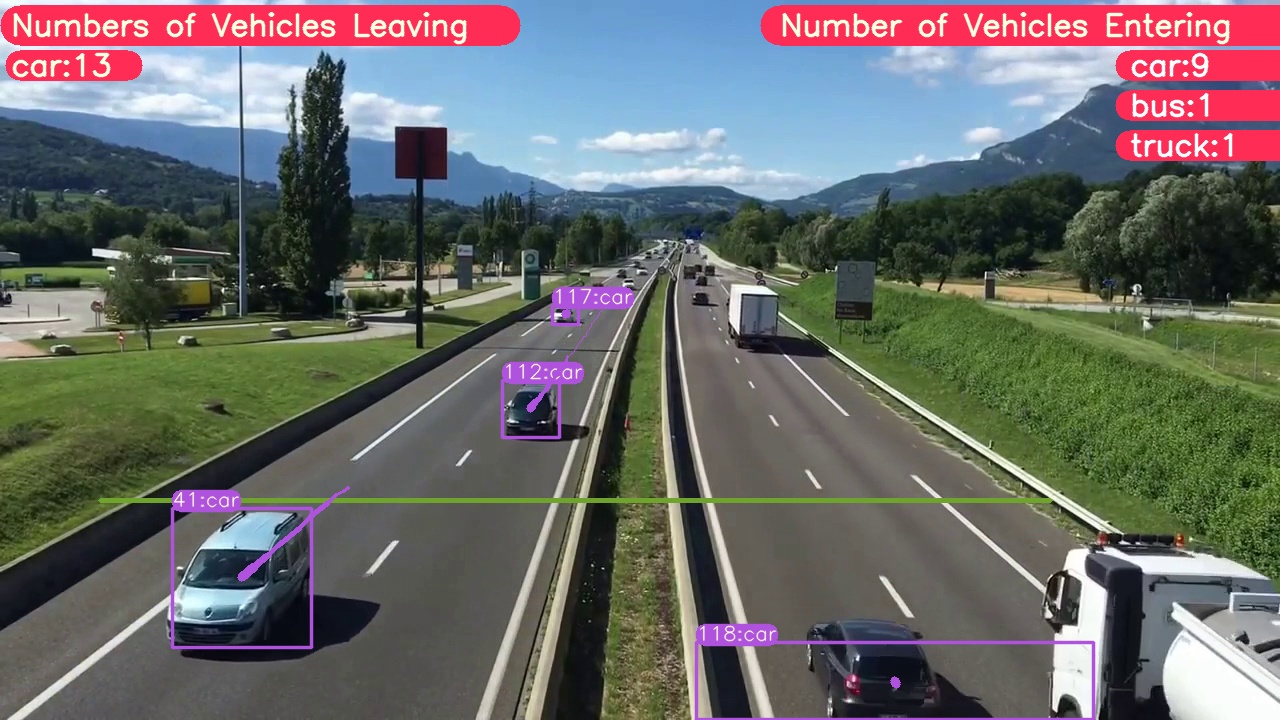 Numbers of Vehicles Leaving
Number of Vehicles Entering
car:13
car:9
bus:1
truck:1
117:car
112:car
41:car
118:car